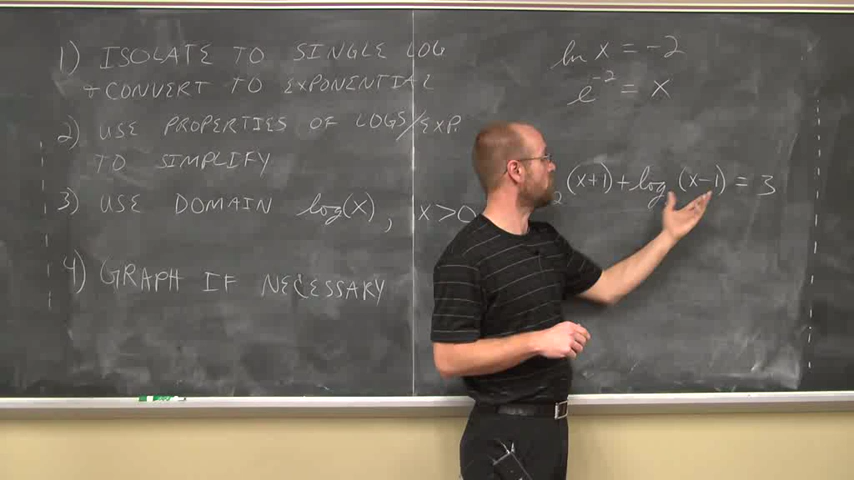 1) ISOLATE TO SINGLE LOG
+ CONVERT TO EXPONENTIAL
2) USE PROPERTIES OF LOGS/EXP.
TO SIMPLIFY
3) USE DOMAIN log(x), x>0
4) GRAPH IF NECESSARY
ln x = -2
e^-2 = x
2 (x+1) + log (x-1) = 3